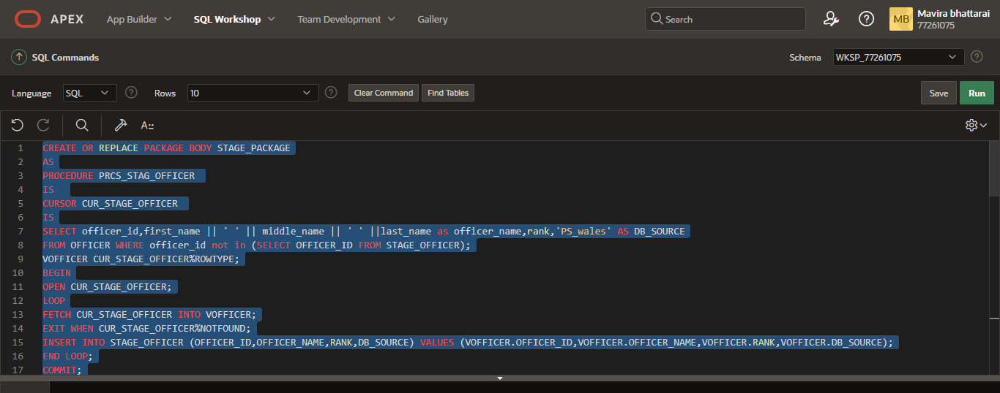 APEX App Builder SQL Workshop Team Development Gallery Search MB Mavira bhattarai
77261075
SQL Commands Schema WKSP_77261075
Language SQL Rows 10 Clear Command Find Tables Save Run
A::
1 CREATE OR REPLACE PACKAGE BODY STAGE_PACKAGE
2 AS
3 PROCEDURE PRCS_STAG_OFFICER
4 IS
5 CURSOR CUR_STAGE_OFFICER
6 IS
7 SELECT officer_id,first_name || ' ' || middle_name || ' ' ||last_name as officer_name,rank,'PS_wales' AS DB_SOURCE
8 FROM OFFICER WHERE officer_id not in (SELECT OFFICER_ID FROM STAGE_OFFICER);
9 VOFFICER CUR_STAGE_OFFICER%ROWTYPE;
10 BEGIN
11 OPEN CUR_STAGE_OFFICER;
12 LOOP
13 FETCH CUR_STAGE_OFFICER INTO VOFFICER;
14 EXIT WHEN CUR_STAGE_OFFICER%NOTFOUND;
15 INSERT INTO STAGE_OFFICER (OFFICER_ID,OFFICER_NAME,RANK,DB_SOURCE) VALUES (VOFFICER.OFFICER_ID,VOFFICER.OFFICER_NAME,VOFFICER.RANK,VOFFICER.DB_SOURCE);
16 END LOOP;
17 COMMIT;